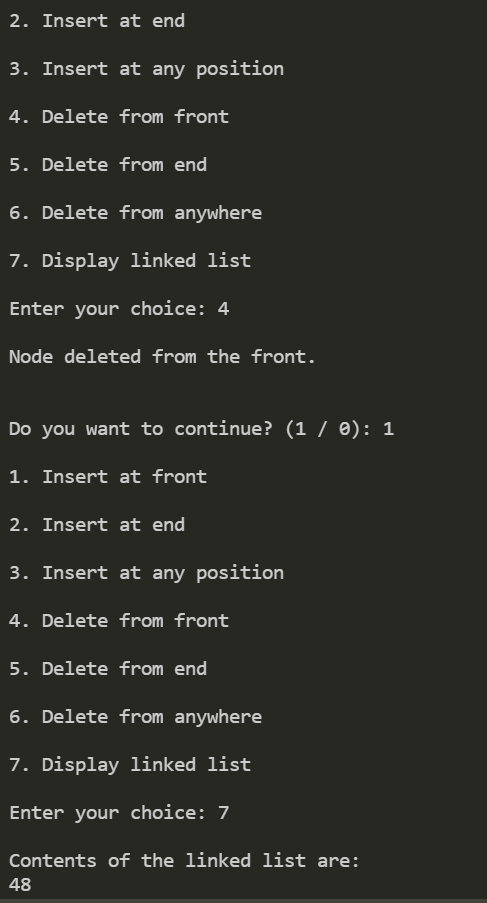 2. Insert at end
3. Insert at any position
4. Delete from front
5. Delete from end
6. Delete from anywhere
7. Display linked list
Enter your choice: 4
Node deleted from the front.
Do you want to continue? (1 / 0): 1
1. Insert at front
2. Insert at end
3. Insert at any position
4. Delete from front
5. Delete from end
6. Delete from anywhere
7. Display linked list
Enter your choice: 7
Contents of the linked list are:
48